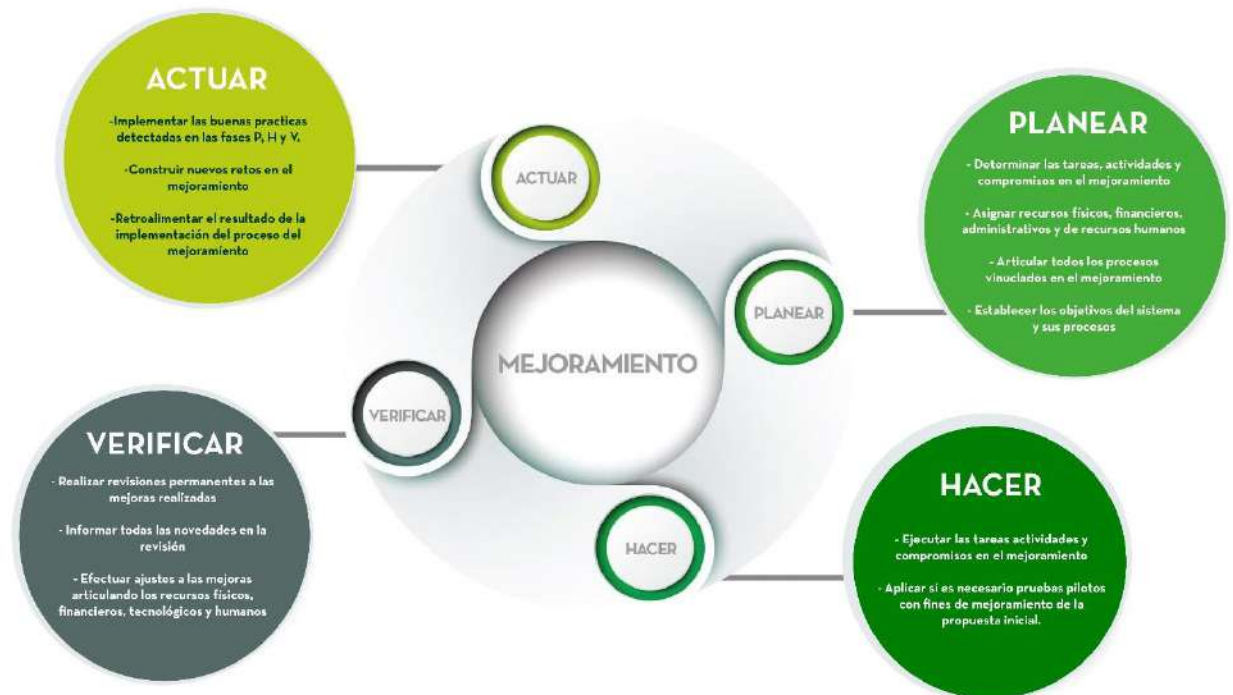 ACTUAR
-Implementar las buenas practicas
detectadas en las fases P, H y V.
-Construir nuevos retos en el
mejoramiento
-Retroalimentar el resultado de la
implementación del proceso del
mejoramiento
PLANEAR
- Determinar las tareas, actividades y
compromisos en el mejoramiento
- Asignar recursos físicos, financieros,
administrativos y de recursos humanos
- Articular todos los procesos
vinuclados en el mejoramiento
- Establecer los objetivos del sistema
y sus procesos
ACTUAR
PLANEAR
MEJORAMIENTO
VERIFICAR
HACER
VERIFICAR
- Realizar revisiones permanentes a las
mejoras realizadas
- Informar todas las novedades en la
revisión
- Efectuar ajustes a las mejoras
articulando los recursos físicos,
financieros, tecnológicos y humanos
HACER
- Ejecutar las tareas actividades y
compromisos en el mejoramiento
- Aplicar si es necesario pruebas pilotos
con fines de mejoramiento de la
propuesta inicial.